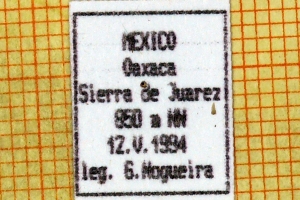 MEXICO
Oaxaca
Sierra de Juarez
850 m NN
12.V.1994
leg. G.Nogueira